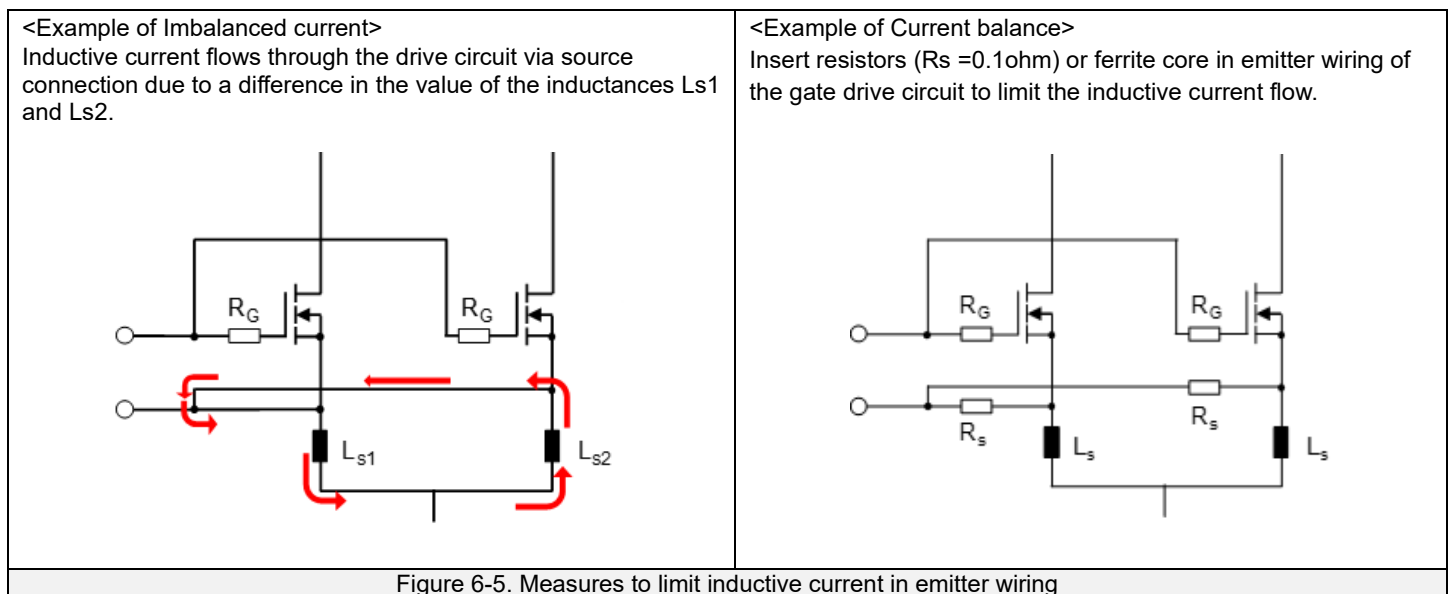 <Example of Imbalanced current>
Inductive current flows through the drive circuit via source
connection due to a difference in the value of the inductances Ls1
and Ls2.
RG
RG
Ls1
Ls2
<Example of Current balance>
Insert resistors (Rs =0.1ohm) or ferrite core in emitter wiring of
the gate drive circuit to limit the inductive current flow.
RG
RG
Rs
Rs
Ls
Ls
Figure 6-5. Measures to limit inductive current in emitter wiring